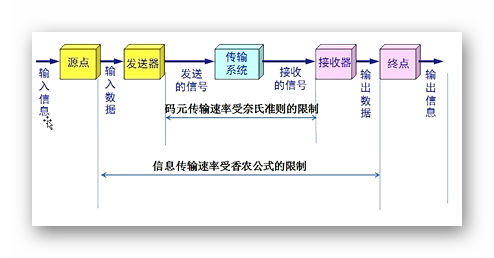 源点
发送器
传输
系统
接收器
终点
输入信息
输入数据
发送
的信号
接收
的信号
输出数据
输出信息
码元传输速率受奈氏准则的限制
信息传输速率受香农公式的限制